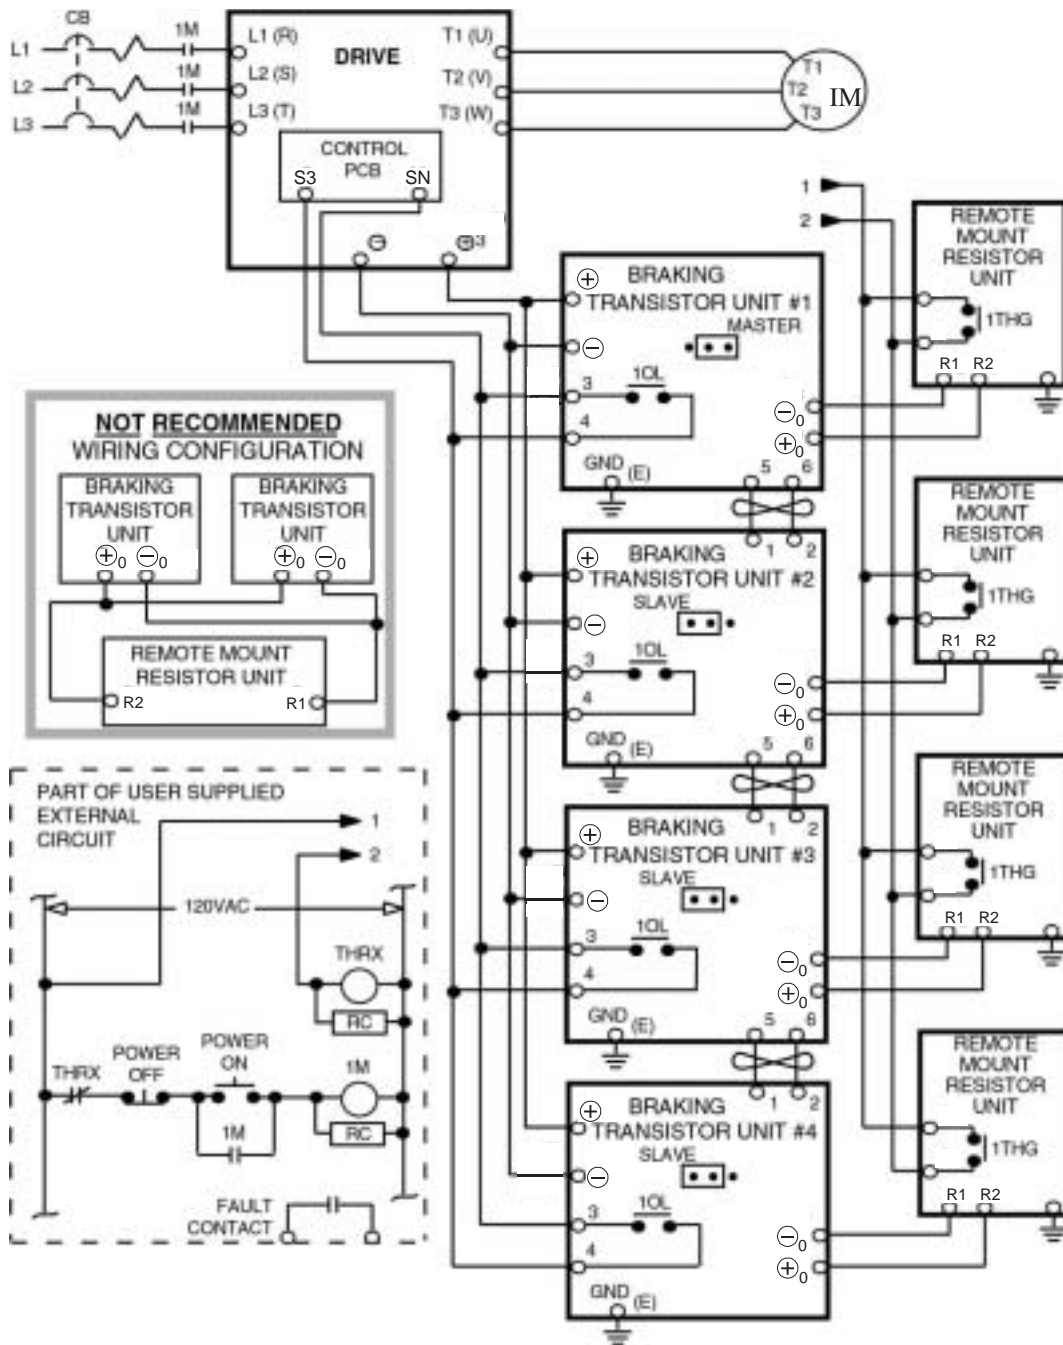 CB
1M
L1
L1 (R)
DRIVE
T1 (U)
T1
1M
L2
L2 (S)
T2 (V)
T2
IM
1M
L3
L3 (T)
T3 (W)
T3
CONTROL
PCB
S3
SN
⊖
⊕3
1
2
REMOTE
MOUNT
RESISTOR
UNIT
1THG
R1
R2
BRAKING
TRANSISTOR UNIT #1
MASTER
⊕
⊖
3
1OL
4
⊖0
⊕0
GND
(E)
5
6
NOT RECOMMENDED
WIRING CONFIGURATION
BRAKING
TRANSISTOR
UNIT
⊕0
⊖0
BRAKING
TRANSISTOR
UNIT
⊕0
⊖0
REMOTE MOUNT
RESISTOR UNIT
R2
R1
REMOTE
MOUNT
RESISTOR
UNIT
1THG
R1
R2
1
2
BRAKING
TRANSISTOR UNIT #2
SLAVE
⊕
⊖
3
1OL
4
⊖0
⊕0
GND
(E)
5
6
PART OF USER SUPPLIED
EXTERNAL
CIRCUIT
1
2
120VAC
THRX
RC
THRX
POWER
OFF
POWER
ON
1M
1M
RC
FAULT
CONTACT
REMOTE
MOUNT
RESISTOR
UNIT
1THG
R1
R2
1
2
BRAKING
TRANSISTOR UNIT #3
SLAVE
⊕
⊖
3
1OL
4
⊖0
⊕0
GND
(E)
5
6
REMOTE
MOUNT
RESISTOR
UNIT
1THG
R1
R2
1
2
BRAKING
TRANSISTOR UNIT #4
SLAVE
⊕
⊖
3
1OL
4
⊖0
⊕0
GND
(E)